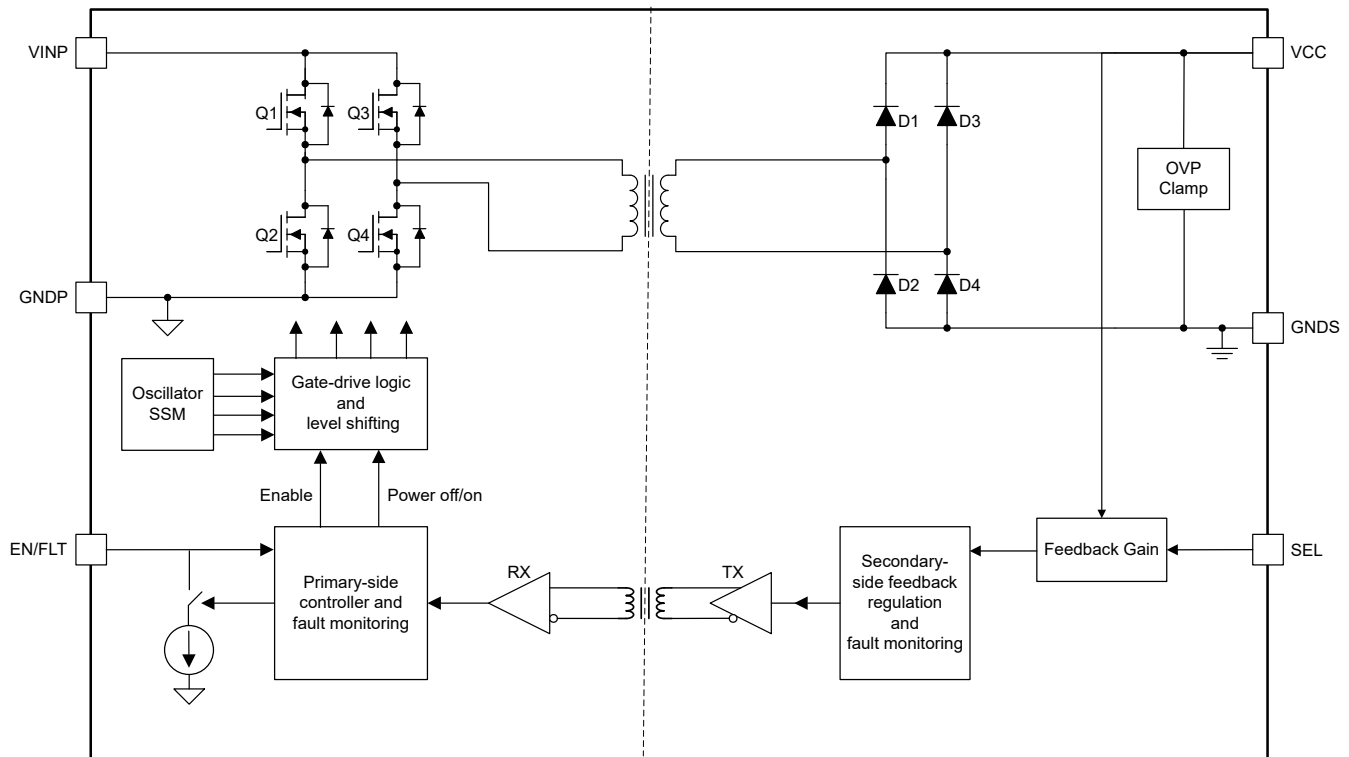 VINP
VCC
Q1
Q3
D1
D3
OVP
Clamp
Q2
Q4
D2
D4
GNDP
GNDS
Oscillator
SSM
Gate-drive logic
and
level shifting
Enable
Power off/on
EN/FLT
Primary-side
controller and
fault monitoring
RX
TX
Secondary-
side feedback
regulation
and
fault monitoring
Feedback Gain
SEL